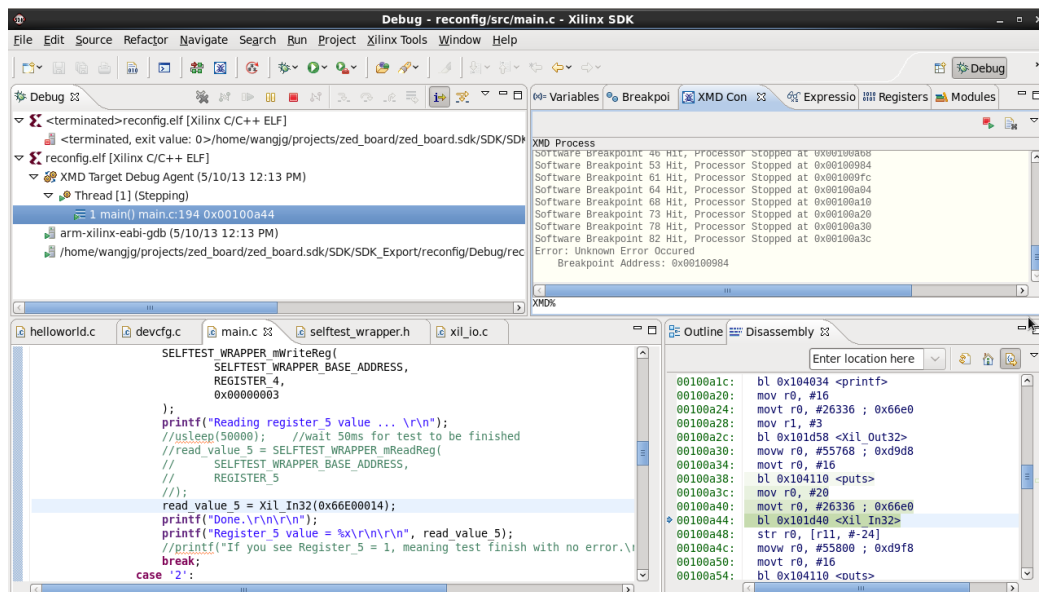 Debug - reconfig/src/main.c - Xilinx SDK
File Edit Source Refactor Navigate Search Run Project Xilinx Tools Window Help
Debug
Debug
<terminated>reconfig.elf [Xilinx C/C++ ELF]
<terminated, exit value: 0>/home/wangjg/projects/zed_board/zed_board.sdk/SDK/SDK
reconfig.elf [Xilinx C/C++ ELF]
XMD Target Debug Agent (5/10/13 12:13 PM)
Thread [1] (Stepping)
1 main() main.c:194 0x00100a44
arm-xilinx-eabi-gdb (5/10/13 12:13 PM)
/home/wangjg/projects/zed_board/zed_board.sdk/SDK/SDK_Export/reconfig/Debug/rec
Variables Breakpoi XMD Con Expressio Registers Modules
XMD Process
Software Breakpoint 46 Hit, Processor Stopped at 0x00100a68
Software Breakpoint 53 Hit, Processor Stopped at 0x00100984
Software Breakpoint 61 Hit, Processor Stopped at 0x001009fc
Software Breakpoint 64 Hit, Processor Stopped at 0x00100a04
Software Breakpoint 68 Hit, Processor Stopped at 0x00100a10
Software Breakpoint 73 Hit, Processor Stopped at 0x00100a20
Software Breakpoint 78 Hit, Processor Stopped at 0x00100a30
Software Breakpoint 82 Hit, Processor Stopped at 0x00100a3c
Error: Unknown Error Occured
Breakpoint Address: 0x00100984
XMD%
helloworld.c devcfg.c main.c selftest_wrapper.h xil_io.c
SELFTEST_WRAPPER_mWriteReg(
SELFTEST_WRAPPER_BASE_ADDRESS,
REGISTER_4,
0x00000003
);
printf("Reading register_5 value ... \r\n");
//usleep(50000); //wait 50ms for test to be finished
//read_value_5 = SELFTEST_WRAPPER_mReadReg(
// SELFTEST_WRAPPER_BASE_ADDRESS,
// REGISTER_5
//);
read_value_5 = Xil_In32(0x66E00014);
printf("Done.\r\n\r\n");
printf("Register_5 value = %x\r\n\r\n", read_value_5);
//printf("If you see Register_5 = 1, meaning test finish with no error.\r
break;
case '2':
Outline Disassembly
Enter location here
00100a1c: bl 0x104034 <printf>
00100a20: mov r0, #16
00100a24: movt r0, #26336 ; 0x66e0
00100a28: mov r1, #3
00100a2c: bl 0x101d58 <Xil_Out32>
00100a30: movw r0, #55768 ; 0xd9d8
00100a34: movt r0, #16
00100a38: bl 0x104110 <puts>
00100a3c: mov r0, #20
00100a40: movt r0, #26336 ; 0x66e0
00100a44: bl 0x101d40 <Xil_In32>
00100a48: str r0, [r11, #-24]
00100a4c: movw r0, #55800 ; 0xd9f8
00100a50: movt r0, #16
00100a54: bl 0x104110 <puts>